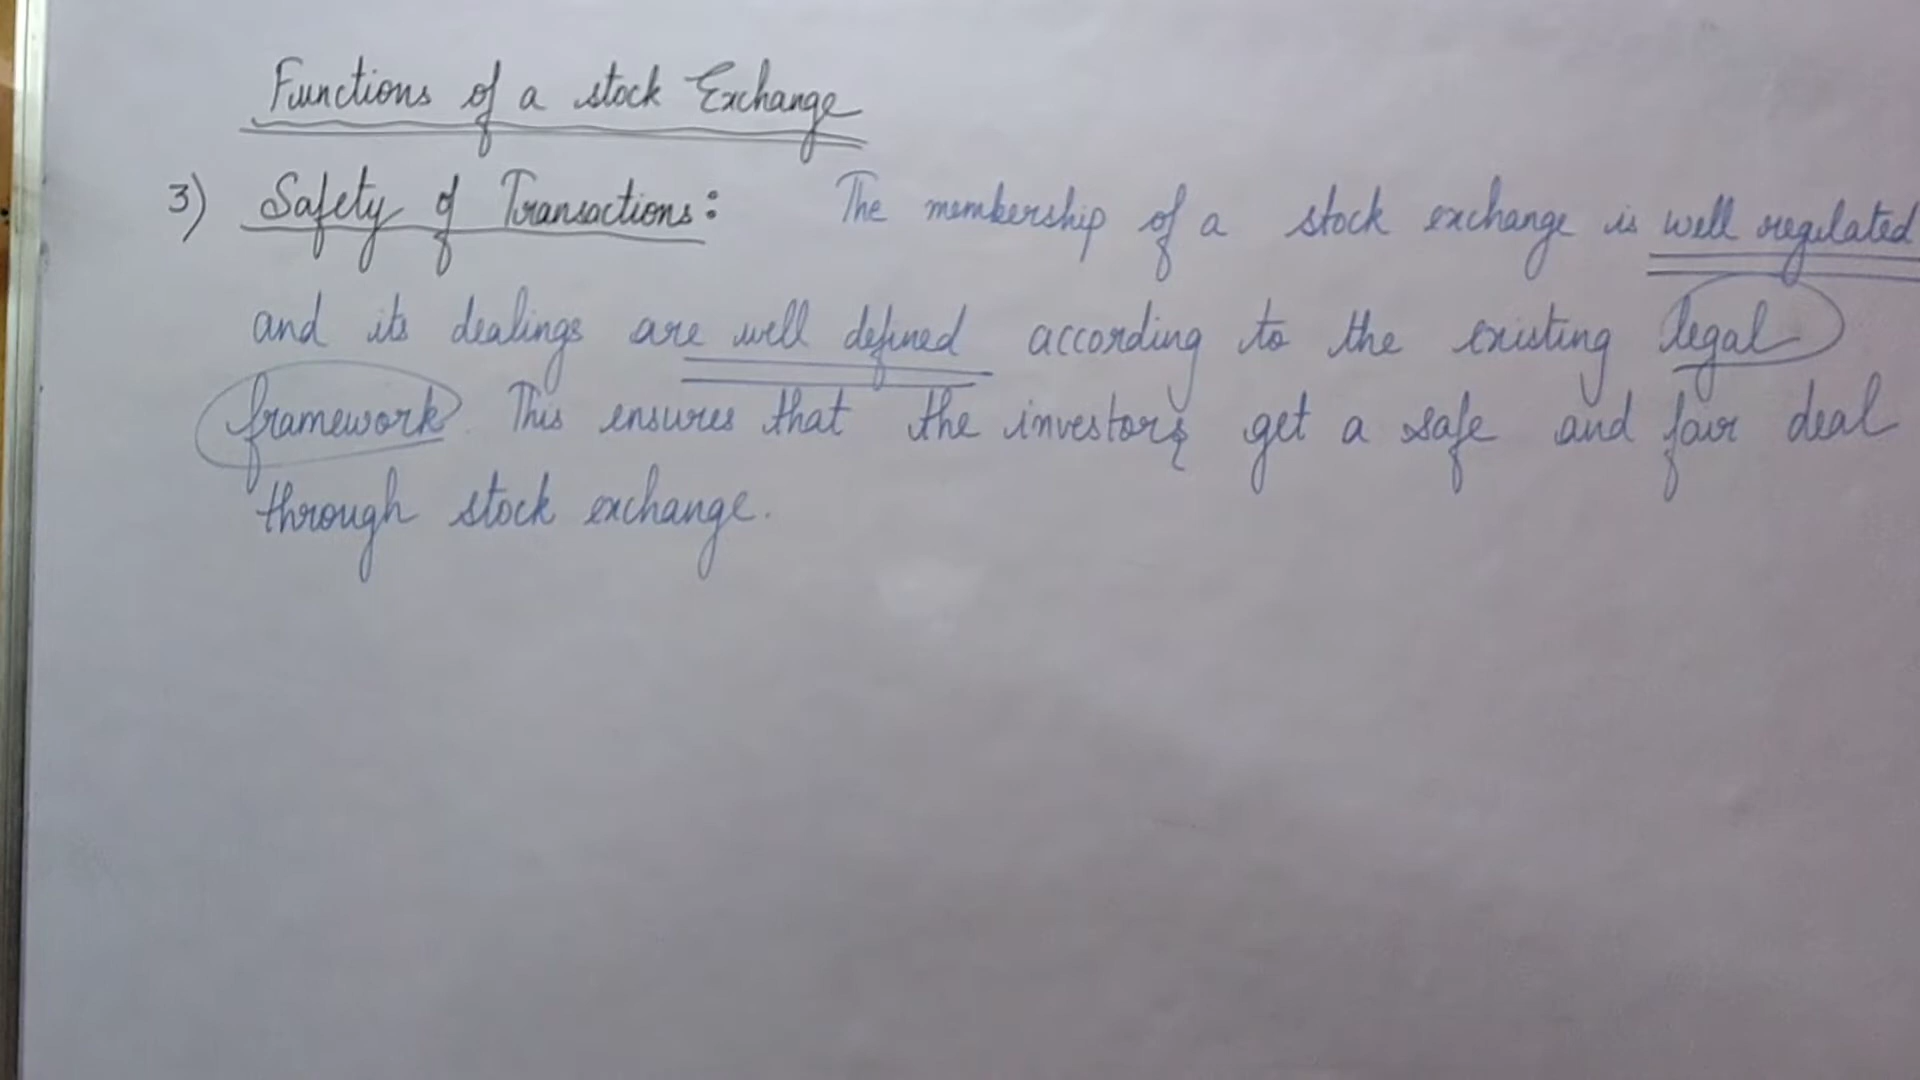 Functions of a stock Exchange
3) Safety of Transactions: The membership of a stock exchange is well regulated
and its dealings are well defined according to the existing legal
framework. This ensures that the investors get a safe and fair deal
through stock exchange.